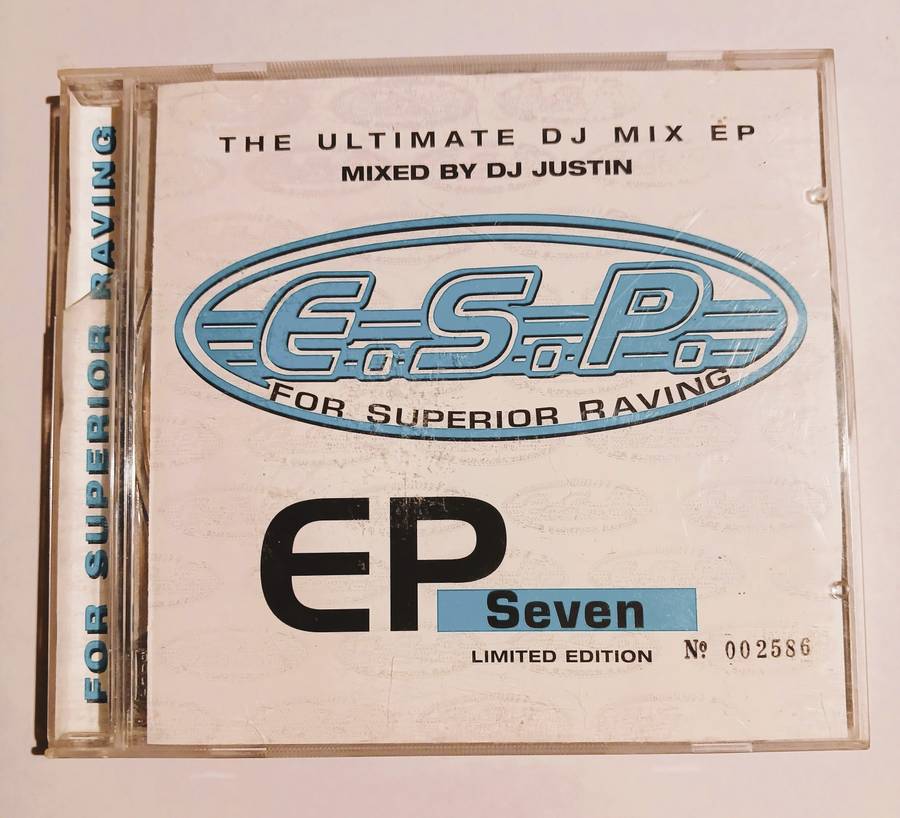 FOR SUPERIOR RAVING
THE ULTIMATE DJ MIX EP
MIXED BY DJ JUSTIN
E.S.P.
FOR SUPERIOR RAVING
EP
Seven
LIMITED EDITION Nº 002586